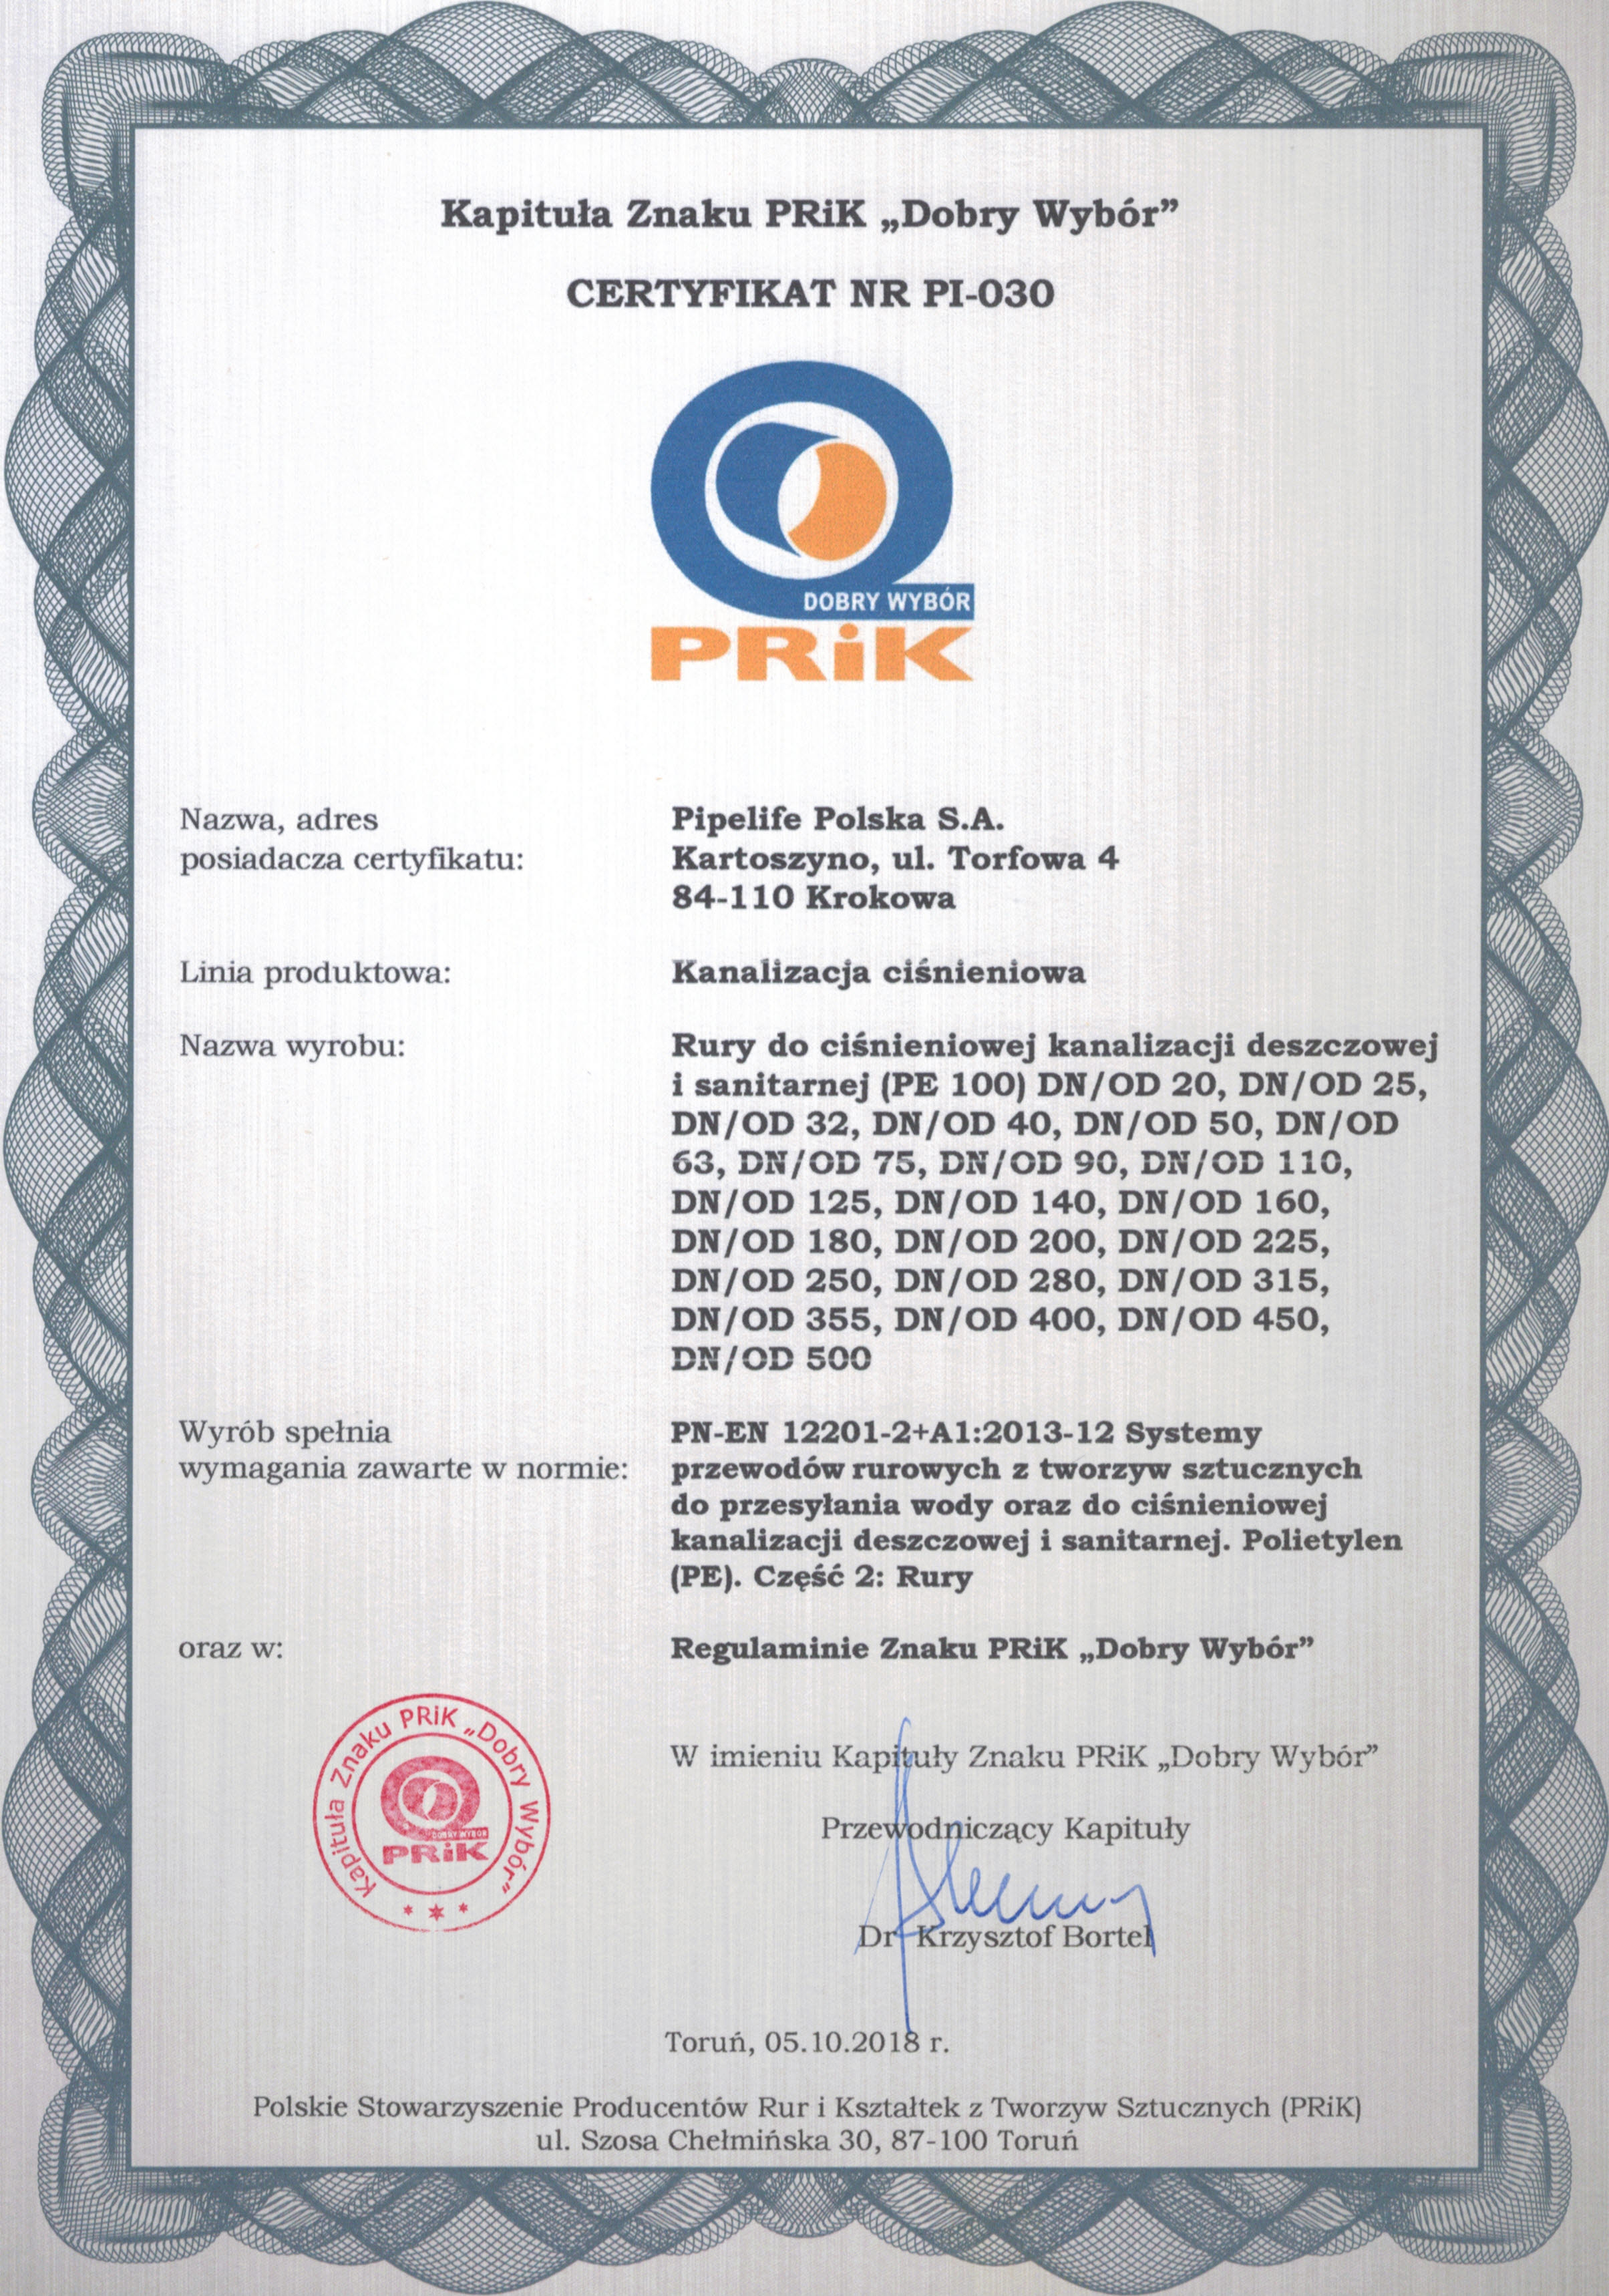 Kapituła Znaku PRiK „Dobry Wybór”
CERTYFIKAT NR PI-030
DOBRY WYBÓR
PRiK
Nazwa, adres
posiadacza certyfikatu:
Pipelife Polska S.A.
Kartoszyno, ul. Torfowa 4
84-110 Krokowa
Linia produktowa:
Kanalizacja ciśnieniowa
Nazwa wyrobu:
Rury do ciśnieniowej kanalizacji deszczowej
i sanitarnej (PE 100) DN/OD 20, DN/OD 25,
DN/OD 32, DN/OD 40, DN/OD 50, DN/OD
63, DN/OD 75, DN/OD 90, DN/OD 110,
DN/OD 125, DN/OD 140, DN/OD 160,
DN/OD 180, DN/OD 200, DN/OD 225,
DN/OD 250, DN/OD 280, DN/OD 315,
DN/OD 355, DN/OD 400, DN/OD 450,
DN/OD 500
Wyrób spełnia
wymagania zawarte w normie:
PN-EN 12201-2+A1:2013-12 Systemy
przewodów rurowych z tworzyw sztucznych
do przesyłania wody oraz do ciśnieniowej
kanalizacji deszczowej i sanitarnej. Polietylen
(PE). Część 2: Rury
oraz w:
Regulaminie Znaku PRiK „Dobry Wybór”
Kapituła Znaku PRiK „Dobry Wybór”
DOBRY WYBÓR
PRiK
W imieniu Kapituły Znaku PRiK „Dobry Wybór”
Przewodniczący Kapituły
Dr Krzysztof Bortel
Toruń, 05.10.2018 r.
Polskie Stowarzyszenie Producentów Rur i Kształtek z Tworzyw Sztucznych (PRiK)
ul. Szosa Chełmińska 30, 87-100 Toruń